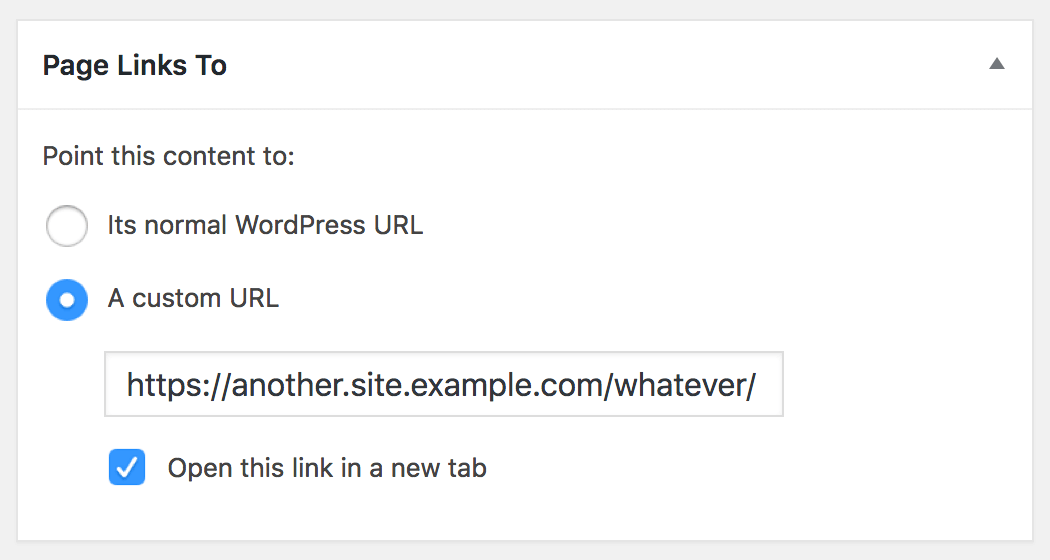 Page Links To
Point this content to:
Its normal WordPress URL
A custom URL
https://another.site.example.com/whatever/
Open this link in a new tab